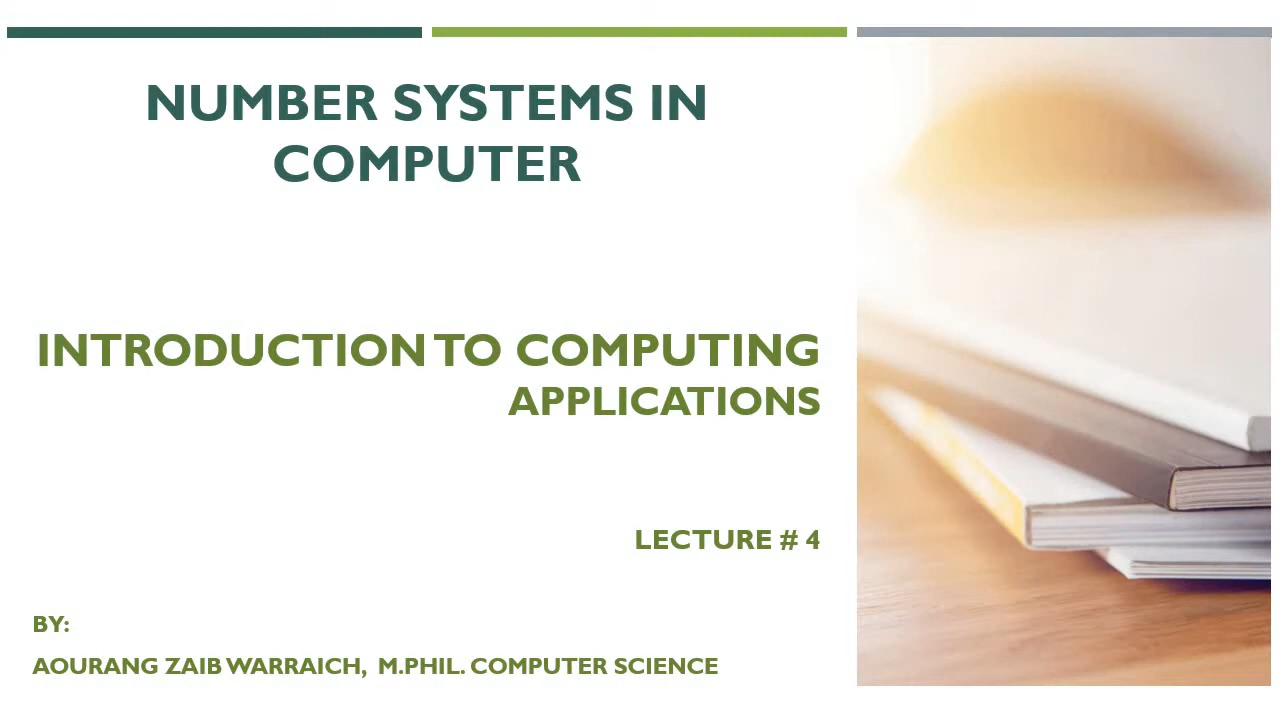 NUMBER SYSTEMS IN
COMPUTER
INTRODUCTION TO COMPUTING
APPLICATIONS
LECTURE # 4
BY:
AOURANG ZAIB WARRAICH, M.PHIL. COMPUTER SCIENCE